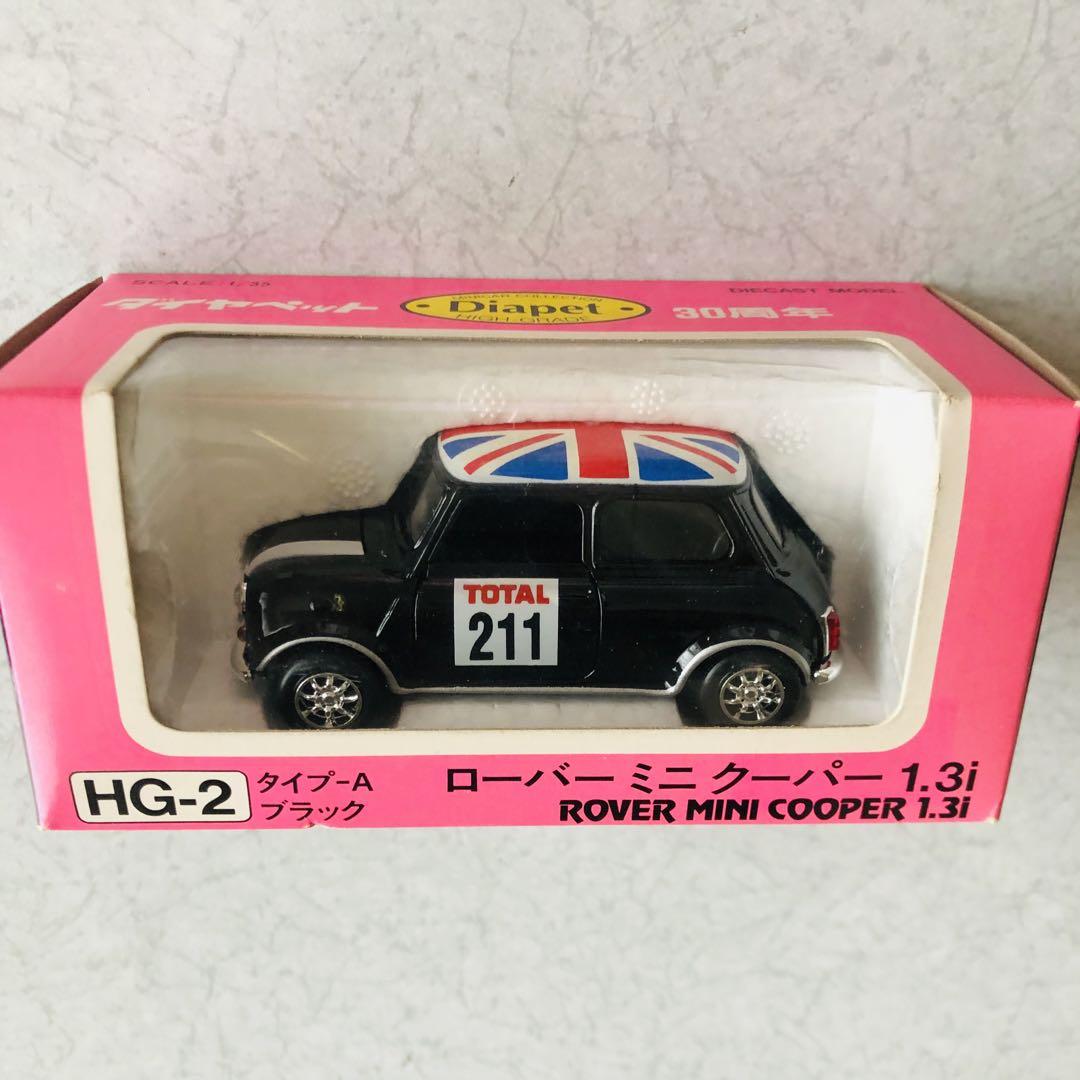 SCALE 1/35
DIECAST MODEL
ダイヤペット
MINICAR COLLECTION
Diapet
HIGH-GRADE
30周年
TOTAL
211
HG-2
タイプ-A
ブラック
ローバー ミニ クーパー 1.3i
ROVER MINI COOPER 1.3i